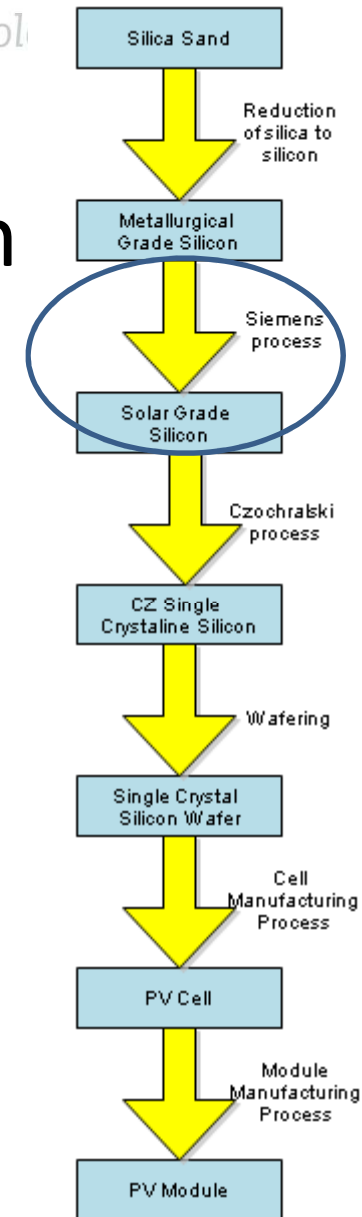 Silica Sand
Reduction
of silica to
silicon
Metallurgical
Grade Silicon
Siemens
process
Solar Grade
Silicon
Czochralski
process
CZ Single
Crystaline Silicon
Wafering
Single Crystal
Silicon Wafer
Cell
Manufacturing
Process
PV Cell
Module
Manufacturing
Process
PV Module